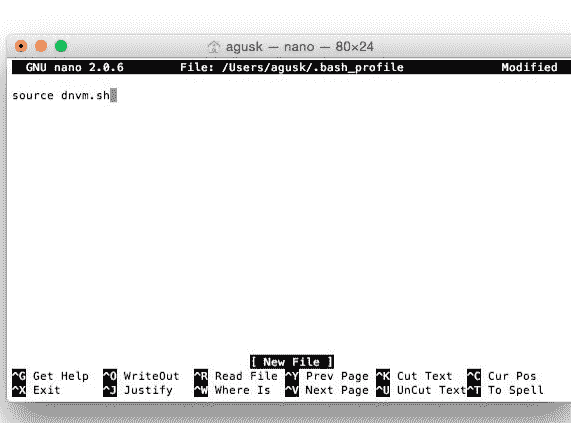 agusk — nano — 80×24
GNU nano 2.0.6 File: /Users/agusk/.bash_profile Modified
source dnvm.sh
[ New File ]
^G Get Help ^O WriteOut ^R Read File ^Y Prev Page ^K Cut Text ^C Cur Pos
^X Exit ^J Justify ^W Where Is ^V Next Page ^U UnCut Text ^T To Spell